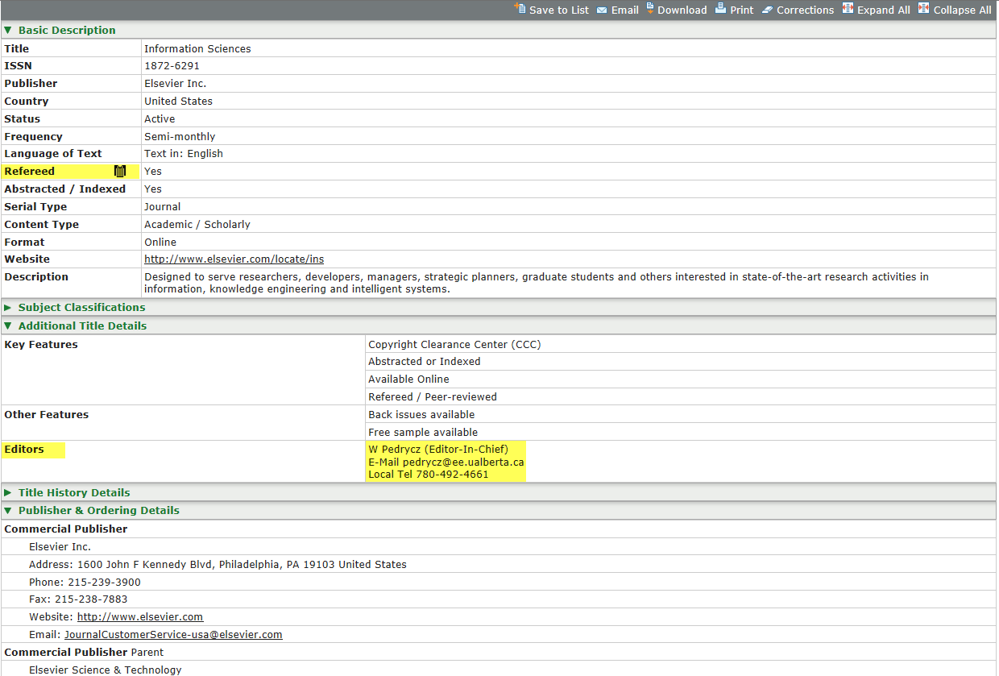 Save to List Email Download Print Corrections Expand All Collapse All
Basic Description
Title Information Sciences
ISSN 1872-6291
Publisher Elsevier Inc.
Country United States
Status Active
Frequency Semi-monthly
Language of Text Text in: English
Refereed Yes
Abstracted / Indexed Yes
Serial Type Journal
Content Type Academic / Scholarly
Format Online
Website http://www.elsevier.com/locate/ins
Description Designed to serve researchers, developers, managers, strategic planners, graduate students and others interested in state-of-the-art research activities in
information, knowledge engineering and intelligent systems.
Subject Classifications
Additional Title Details
Key Features Copyright Clearance Center (CCC)
Abstracted or Indexed
Available Online
Refereed / Peer-reviewed
Other Features Back issues available
Free sample available
Editors W Pedrycz (Editor-In-Chief)
E-Mail pedrycz@ee.ualberta.ca
Local Tel 780-492-4661
Title History Details
Publisher & Ordering Details
Commercial Publisher
Elsevier Inc.
Address: 1600 John F Kennedy Blvd, Philadelphia, PA 19103 United States
Phone: 215-239-3900
Fax: 215-238-7883
Website: http://www.elsevier.com
Email: JournalCustomerService-usa@elsevier.com
Commercial Publisher Parent
Elsevier Science & Technology